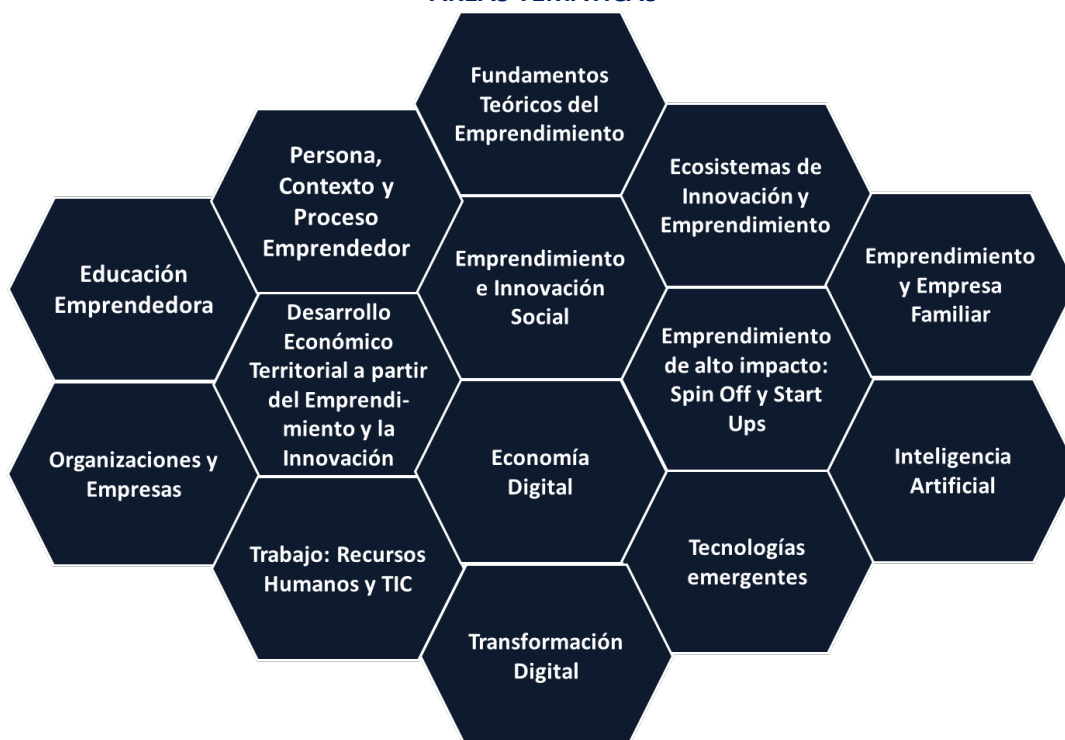 ÁREAS TEMÁTICAS
Fundamentos
Teóricos del
Emprendimiento
Persona,
Contexto y
Proceso
Emprendedor
Ecosistemas de
Innovación y
Emprendimiento
Educación
Emprendedora
Emprendimiento
e Innovación
Social
Emprendimiento
y Empresa
Familiar
Desarrollo
Económico
Territorial a partir
del Emprendi-
miento y la
Innovación
Emprendimiento
de alto impacto:
Spin Off y Start
Ups
Organizaciones y
Empresas
Economía
Digital
Inteligencia
Artificial
Trabajo: Recursos
Humanos y TIC
Tecnologías
emergentes
Transformación
Digital